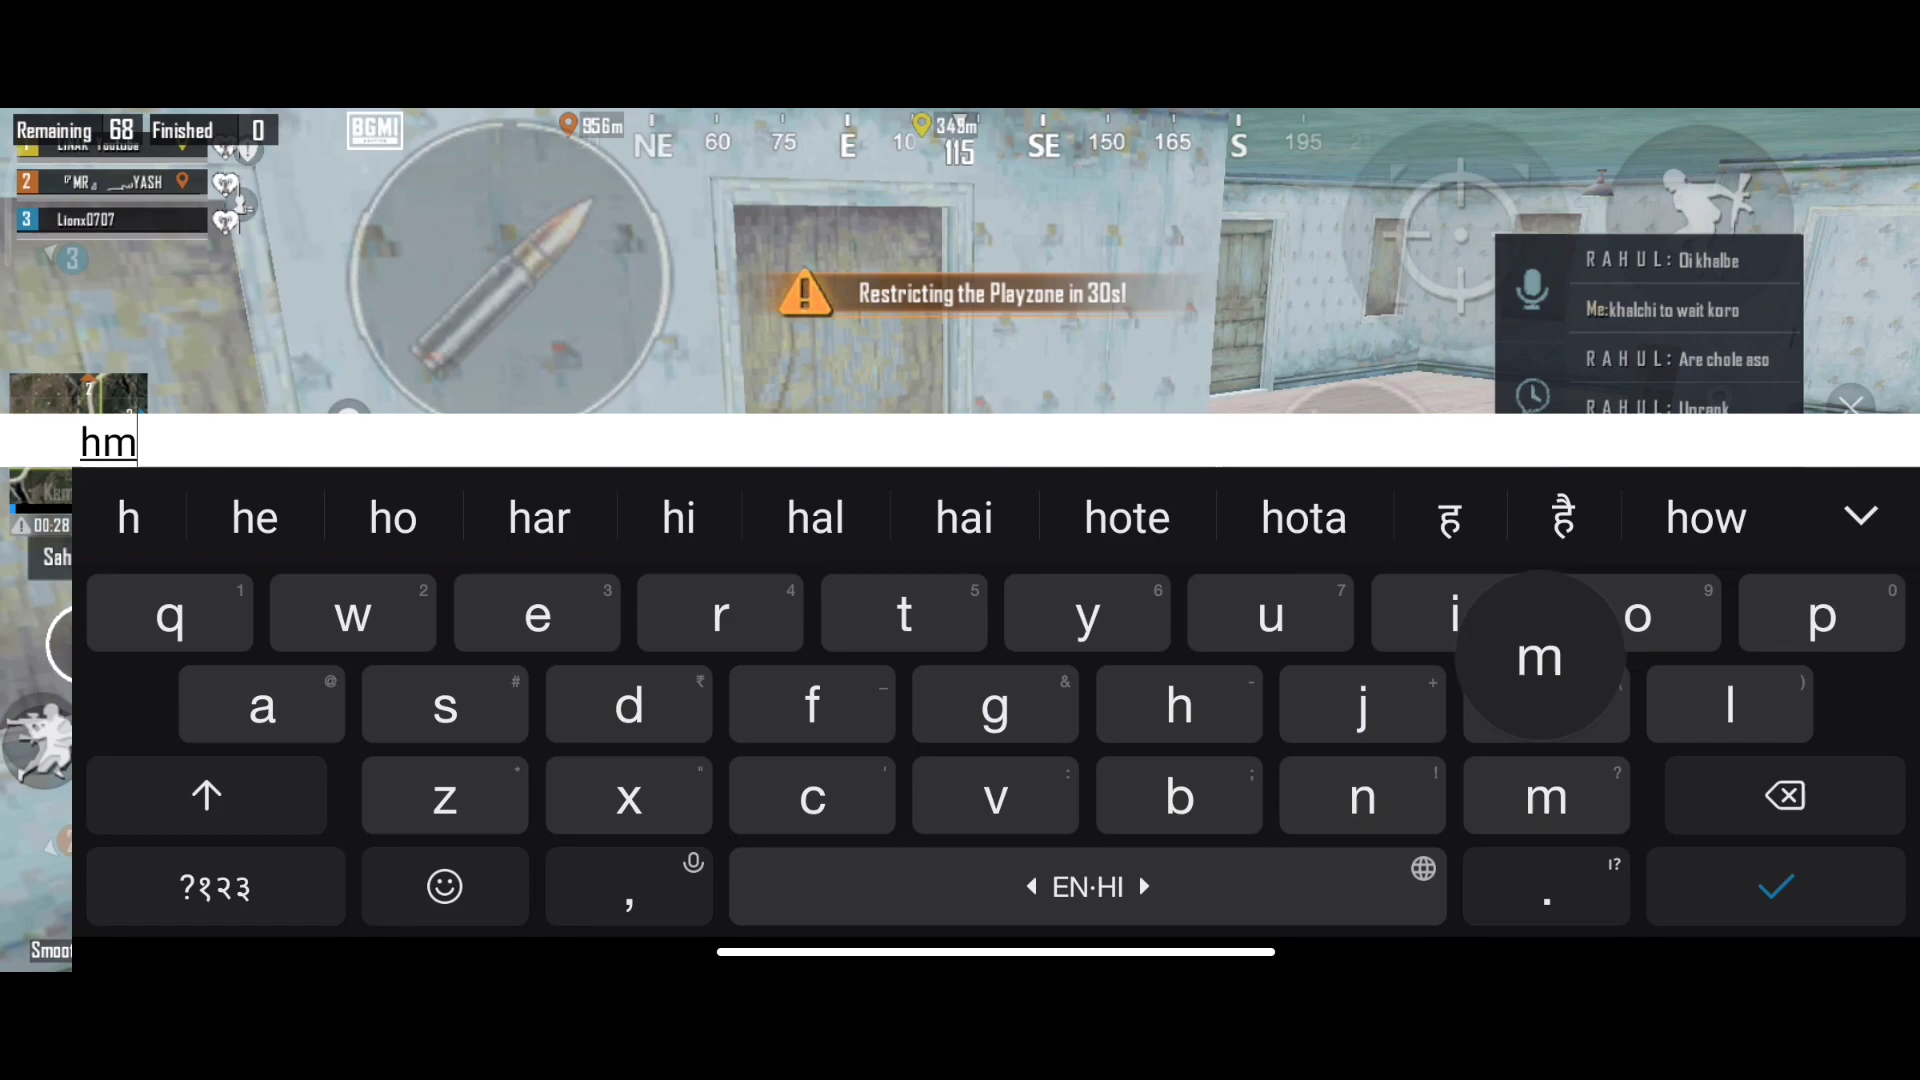 Remaining 68 Finished 0
BGMI
956m
349m
NE 60 75 E 10 115 SE 150 165 S 195
2 YASH
3 Lionx0707
3
Restricting the Playzone in 30s!
R A H U L: Oi khalbe
Me:khalchi to wait koro
R A H U L: Are chole aso
R A H U L:
hm
00:28
h he ho har hi hal hai hote hota ह है how
q 1 w 2 e 3 r 4 t 5 y 6 u 7 i o 9 p 0
m
a @ s # d ₹ f _ g & h - j + l )
z * x " c ' v : b ; n ! m ?
?१२३ , EN·HI . ।?